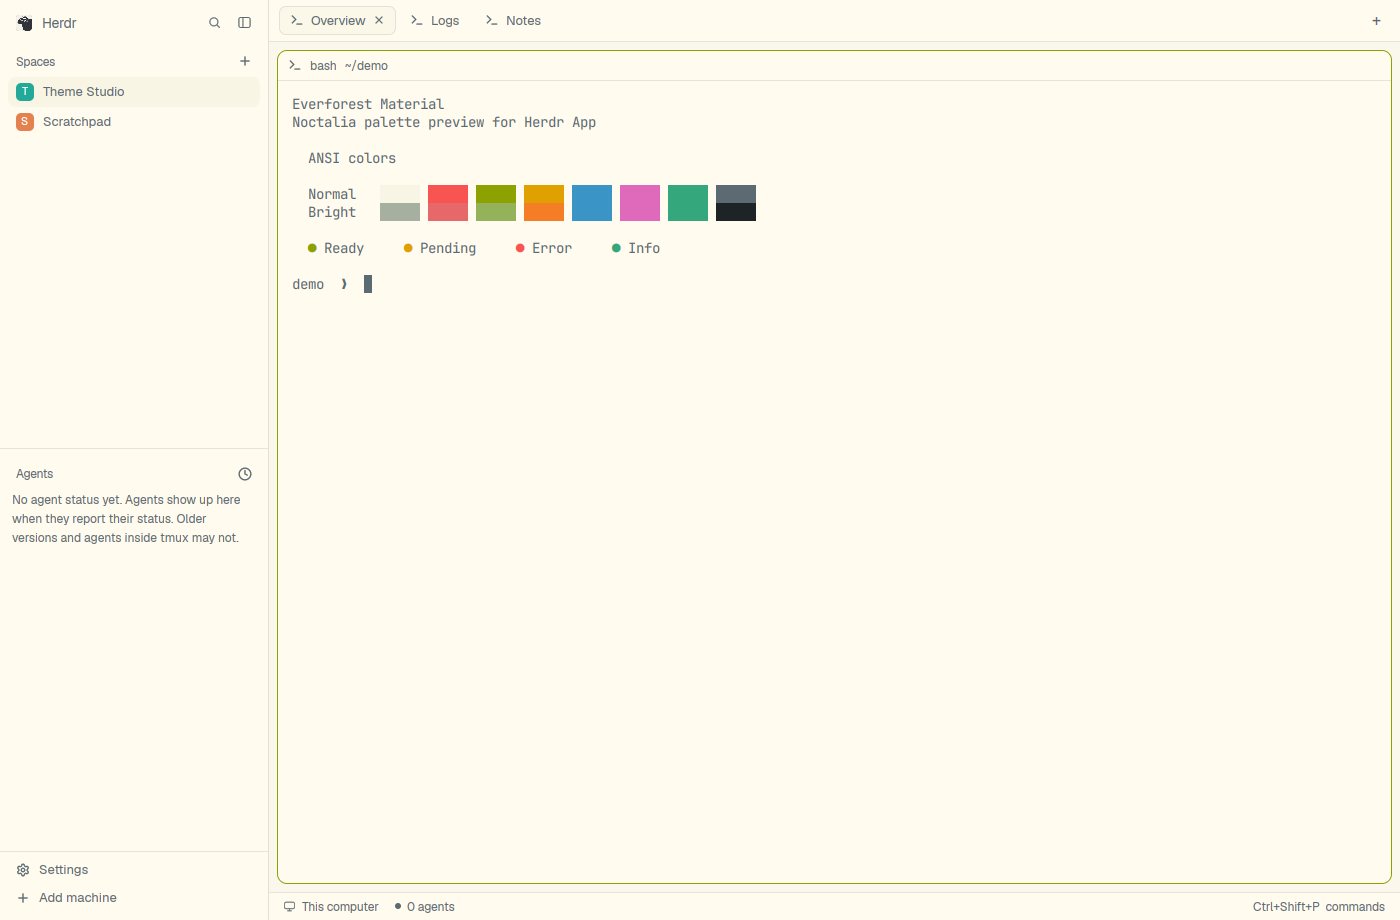 Herdr
Spaces
T Theme Studio
S Scratchpad
Agents
No agent status yet. Agents show up here
when they report their status. Older
versions and agents inside tmux may not.
Settings
Add machine
Overview
Logs
Notes
bash ~/demo
Everforest Material
Noctalia palette preview for Herdr App
ANSI colors
Normal
Bright
Ready Pending Error Info
demo ❯
This computer
0 agents
Ctrl+Shift+P commands